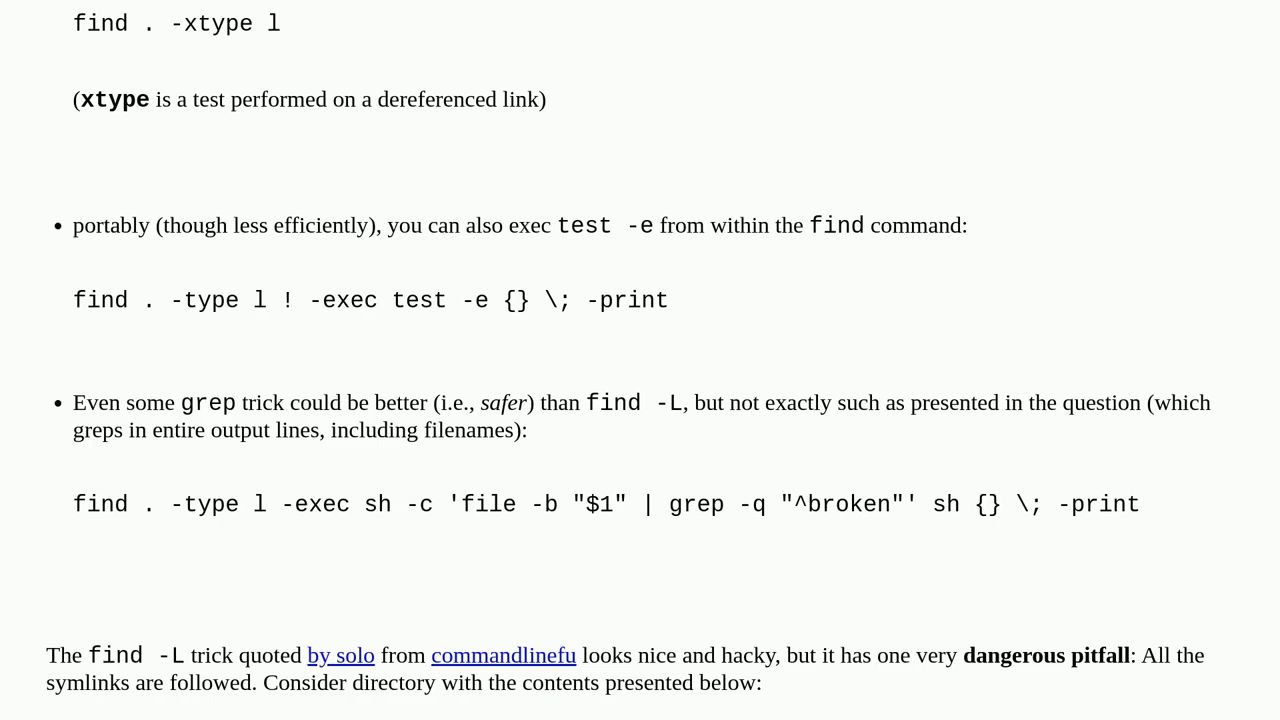 find . -xtype l
(xtype is a test performed on a dereferenced link)
• portably (though less efficiently), you can also exec test -e from within the find command:
find . -type l ! -exec test -e {} \; -print
• Even some grep trick could be better (i.e., safer) than find -L, but not exactly such as presented in the question (which
greps in entire output lines, including filenames):
find . -type l -exec sh -c 'file -b "$1" | grep -q "^broken"' sh {} \; -print
The find -L trick quoted by solo from commandlinefu looks nice and hacky, but it has one very dangerous pitfall: All the
symlinks are followed. Consider directory with the contents presented below: